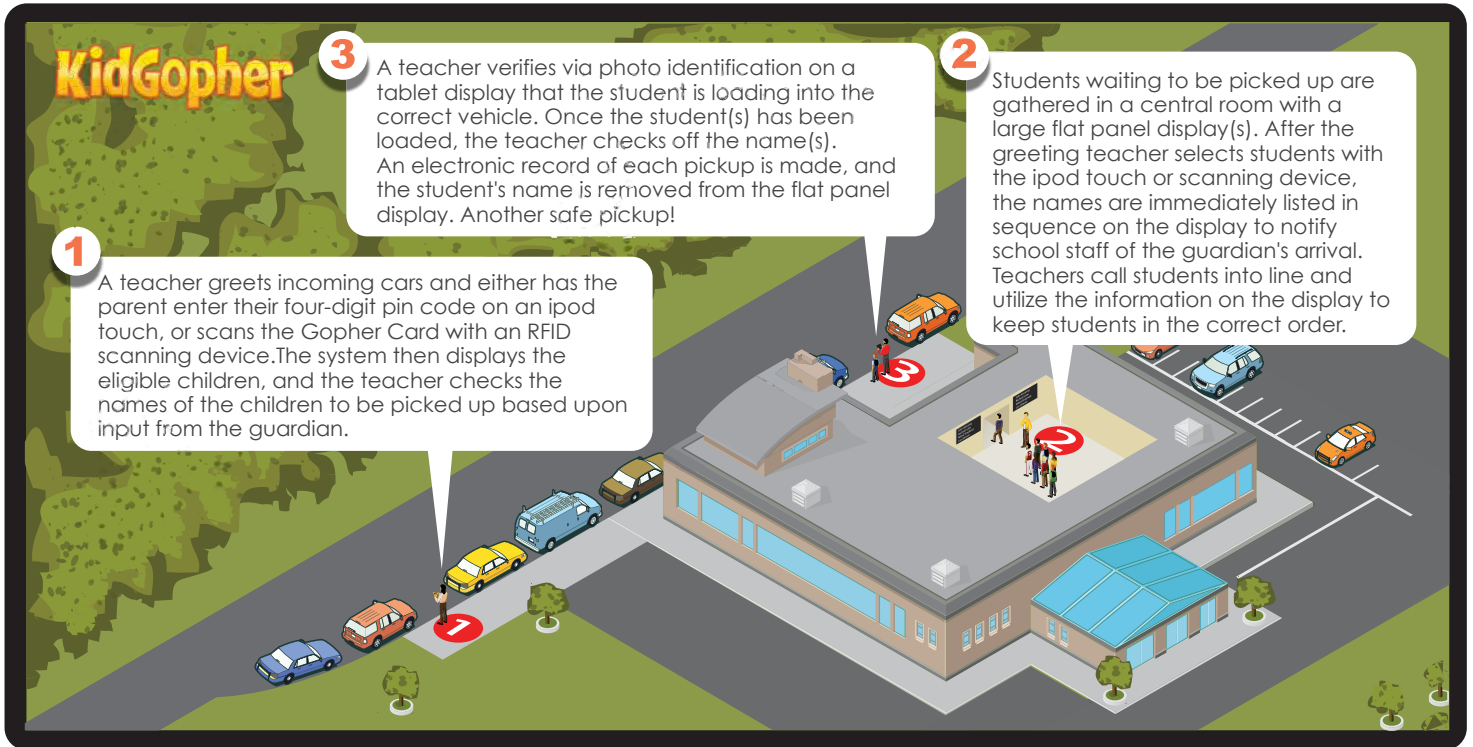 KidGopher
1
A teacher greets incoming cars and either has the
parent enter their four-digit pin code on an ipod
touch, or scans the Gopher Card with an RFID
scanning device.The system then displays the
eligible children, and the teacher checks the
names of the children to be picked up based upon
input from the guardian.
2
Students waiting to be picked up are
gathered in a central room with a
large flat panel display(s). After the
greeting teacher selects students with
the ipod touch or scanning device,
the names are immediately listed in
sequence on the display to notify
school staff of the guardian's arrival.
Teachers call students into line and
utilize the information on the display to
keep students in the correct order.
3
A teacher verifies via photo identification on a
tablet display that the student is loading into the
correct vehicle. Once the student(s) has been
loaded, the teacher checks off the name(s).
An electronic record of each pickup is made, and
the student's name is removed from the flat panel
display. Another safe pickup!
1
2
3